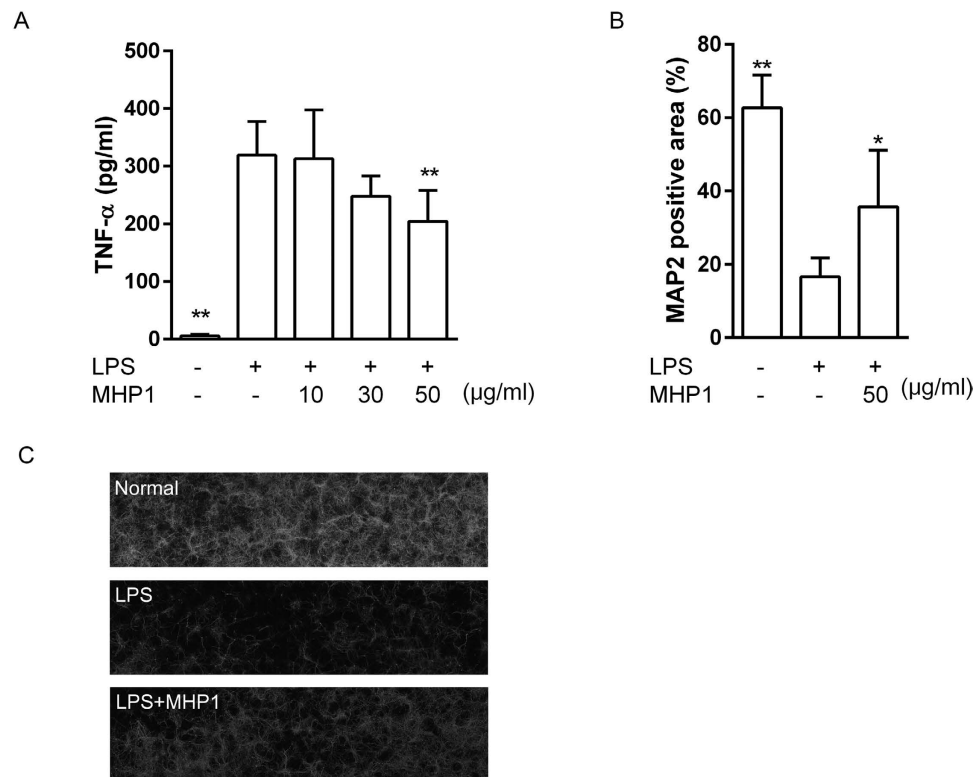 A
TNF-α (pg/ml)
500
400
300
200
100
0
**
**
LPS - + + + +
MHP1 - - 10 30 50 (µg/ml)
B
MAP2 positive area (%)
80
60
40
20
0
**
*
LPS - + +
MHP1 - - 50 (µg/ml)
C
Normal
LPS
LPS+MHP1